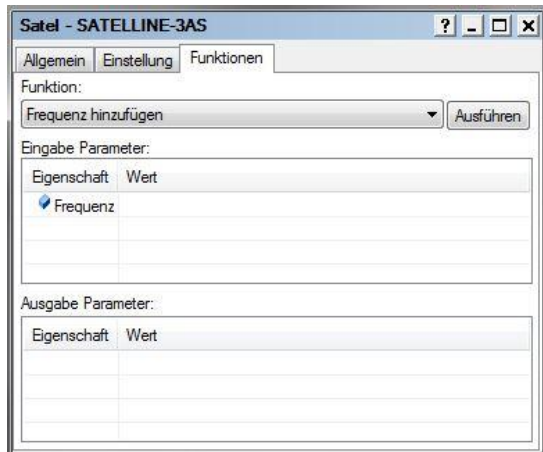 Satel - SATELLINE-3AS
Allgemein Einstellung Funktionen
Funktion:
Frequenz hinzufügen Ausführen
Eingabe Parameter:
Eigenschaft Wert
Frequenz
Ausgabe Parameter:
Eigenschaft Wert